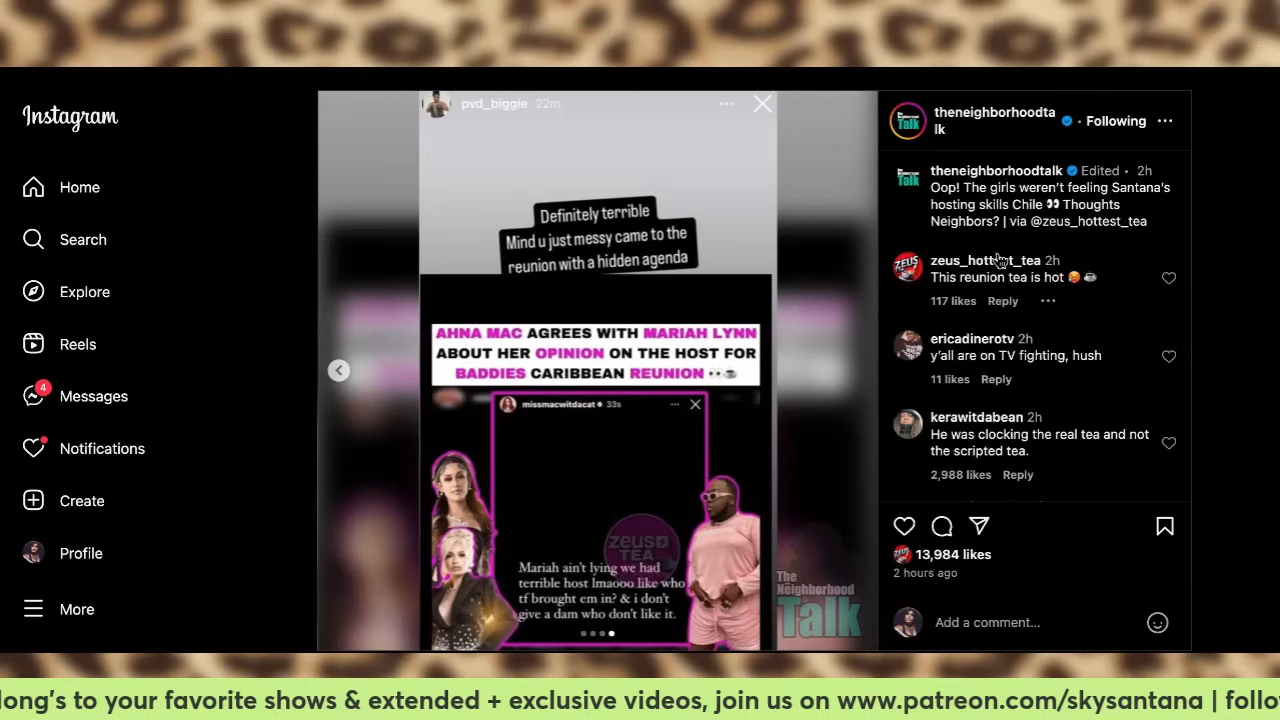 Instagram
Home
Search
Explore
Reels
4
Messages
Notifications
Create
Profile
More
pvd_biggie 22m
Definitely terrible
Mind u just messy came to the
reunion with a hidden agenda
AHNA MAC AGREES WITH MARIAH LYNN
ABOUT HER OPINION ON THE HOST FOR
BADDIES CARIBBEAN REUNION 👀☕
missmacwitdacat 33s
ZEUS
TEA
Mariah ain't lying we had
terrible host lmaooo like who
tf brought em in? & i don't
give a dam who don't like it.
The
Neighborhood
Talk
theneighborhoodta
lk
Following
theneighborhoodtalk Edited • 2h
Oop! The girls weren't feeling Santana's
hosting skills Chile 👀 Thoughts
Neighbors? | via @zeus_hottest_tea
zeus_hottest_tea 2h
This reunion tea is hot 🥵 ☕
117 likes Reply
ericadinerotv 2h
y'all are on TV fighting, hush
11 likes Reply
kerawitdabean 2h
He was clocking the real tea and not
the scripted tea.
2,988 likes Reply
13,984 likes
2 hours ago
Add a comment...
long's to your favorite shows & extended + exclusive videos, join us on www.patreon.com/skysantana | follo